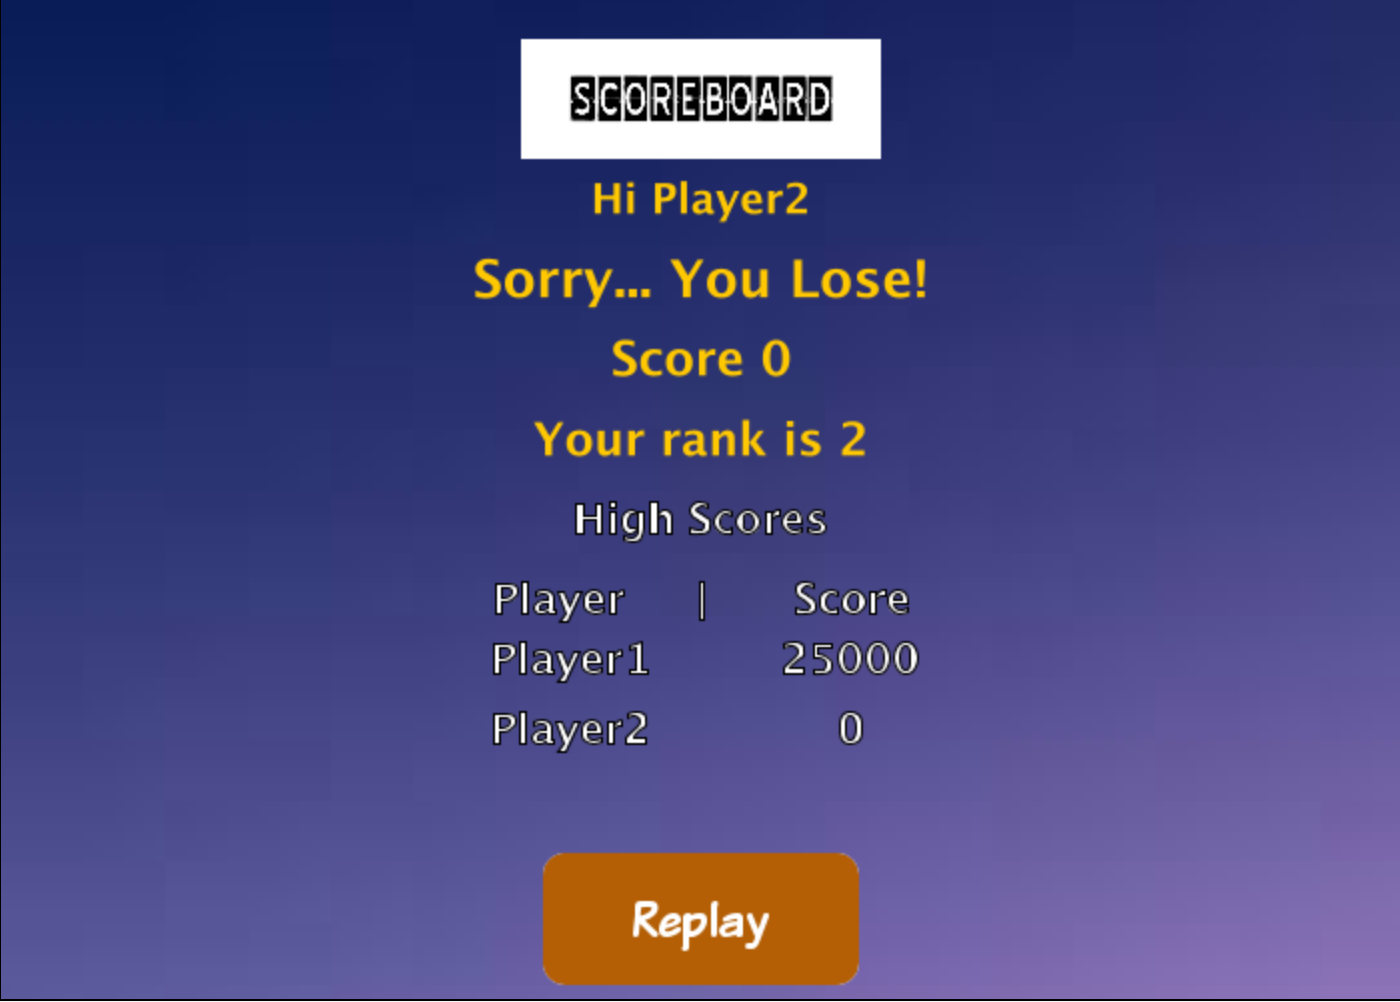 SCOREBOARD
Hi Player2
Sorry... You Lose!
Score 0
Your rank is 2
High Scores
Player | Score
Player1 25000
Player2 0
Replay